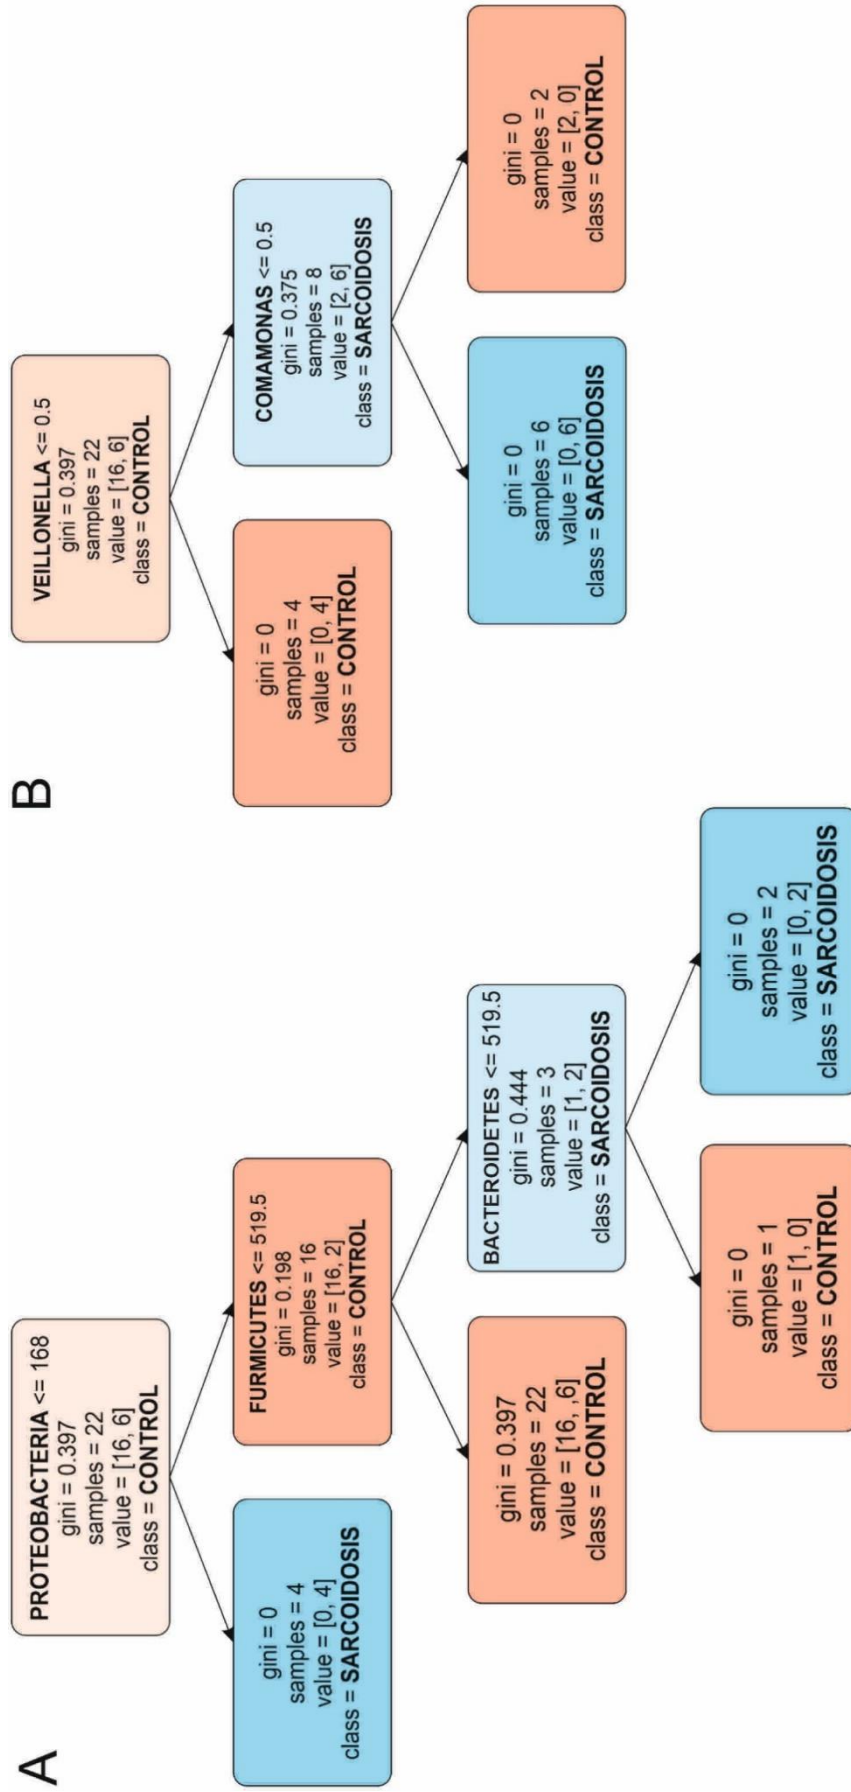 A
PROTEOBACTERIA <= 168
gini = 0.397
samples = 22
value = [16, 6]
class = CONTROL
gini = 0
samples = 4
value = [0, 4]
class = SARCOIDOSIS
FURMICUTES <= 519.5
gini = 0.198
samples = 16
value = [16, 2]
class = CONTROL
gini = 0.397
samples = 22
value = [16, ,6]
class = CONTROL
BACTEROIDETES <= 519.5
gini = 0.444
samples = 3
value = [1, 2]
class = SARCOIDOSIS
gini = 0
samples = 1
value = [1, 0]
class = CONTROL
gini = 0
samples = 2
value = [0, 2]
class = SARCOIDOSIS
B
VEILLONELLA <= 0.5
gini = 0.397
samples = 22
value = [16, 6]
class = CONTROL
gini = 0
samples = 4
value = [0, 4]
class = CONTROL
COMAMONAS <= 0.5
gini = 0.375
samples = 8
value = [2, 6]
class = SARCOIDOSIS
gini = 0
samples = 6
value = [0, 6]
class = SARCOIDOSIS
gini = 0
samples = 2
value = [2, 0]
class = CONTROL